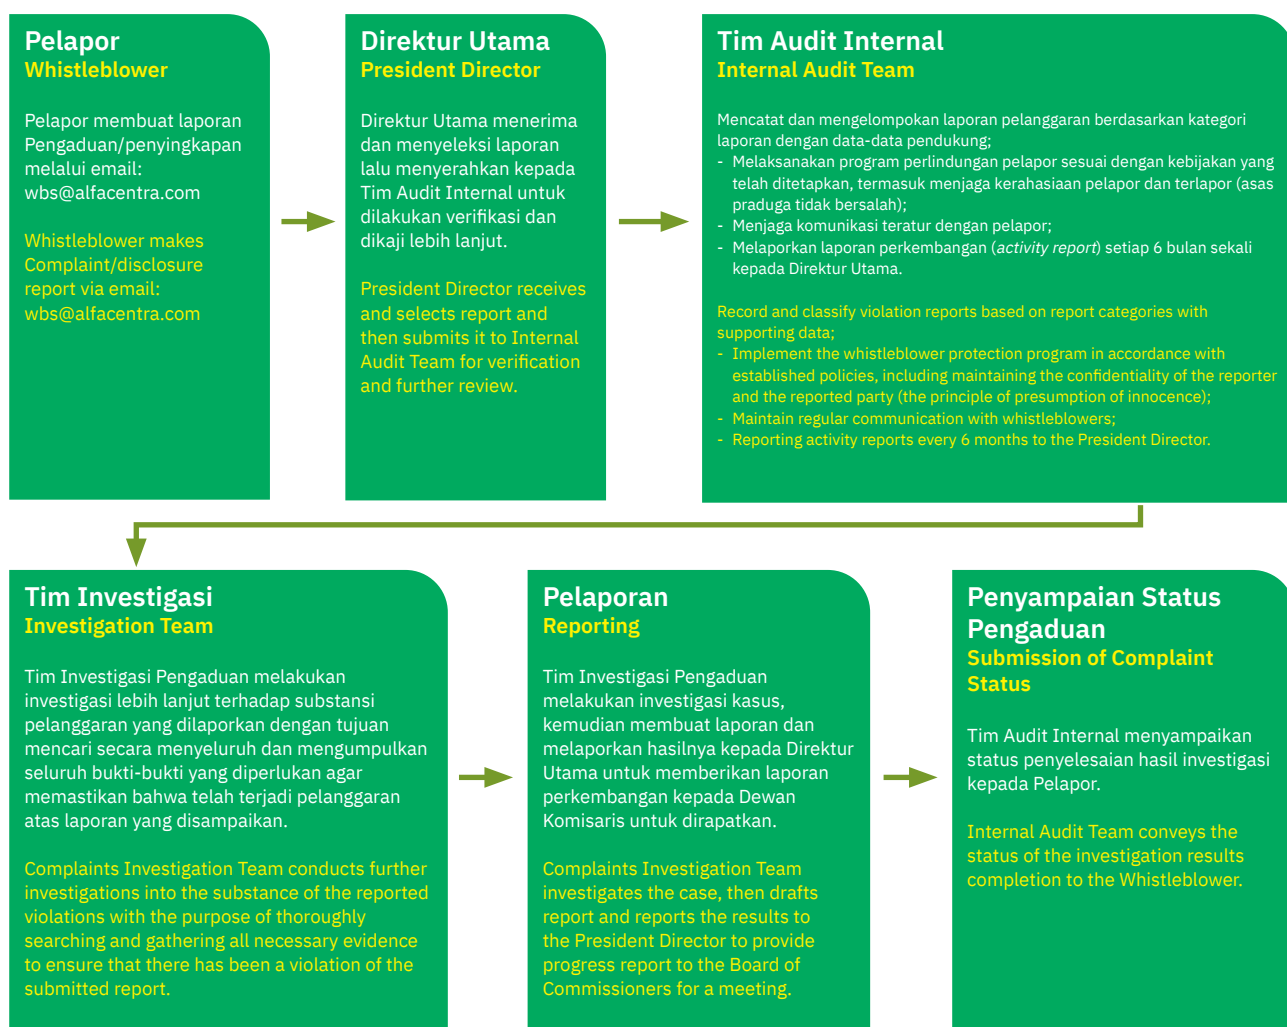 Pelapor
Whistleblower
Pelapor membuat laporan
Pengaduan/penyingkapan
melalui email:
wbs@alfacentra.com
Whistleblower makes
Complaint/disclosure
report via email:
wbs@alfacentra.com
Direktur Utama
President Director
Direktur Utama menerima
dan menyeleksi laporan
lalu menyerahkan kepada
Tim Audit Internal untuk
dilakukan verifikasi dan
dikaji lebih lanjut.
President Director receives
and selects report and
then submits it to Internal
Audit Team for verification
and further review.
Tim Audit Internal
Internal Audit Team
Mencatat dan mengelompokan laporan pelanggaran berdasarkan kategori
laporan dengan data-data pendukung;
- Melaksanakan program perlindungan pelapor sesuai dengan kebijakan yang
telah ditetapkan, termasuk menjaga kerahasiaan pelapor dan terlapor (asas
praduga tidak bersalah);
- Menjaga komunikasi teratur dengan pelapor;
- Melaporkan laporan perkembangan (activity report) setiap 6 bulan sekali
kepada Direktur Utama.
Record and classify violation reports based on report categories with
supporting data;
- Implement the whistleblower protection program in accordance with
established policies, including maintaining the confidentiality of the reporter
and the reported party (the principle of presumption of innocence);
- Maintain regular communication with whistleblowers;
- Reporting activity reports every 6 months to the President Director.
Tim Investigasi
Investigation Team
Tim Investigasi Pengaduan melakukan
investigasi lebih lanjut terhadap substansi
pelanggaran yang dilaporkan dengan tujuan
mencari secara menyeluruh dan mengumpulkan
seluruh bukti-bukti yang diperlukan agar
memastikan bahwa telah terjadi pelanggaran
atas laporan yang disampaikan.
Complaints Investigation Team conducts further
investigations into the substance of the reported
violations with the purpose of thoroughly
searching and gathering all necessary evidence
to ensure that there has been a violation of the
submitted report.
Pelaporan
Reporting
Tim Investigasi Pengaduan
melakukan investigasi kasus,
kemudian membuat laporan dan
melaporkan hasilnya kepada Direktur
Utama untuk memberikan laporan
perkembangan kepada Dewan
Komisaris untuk dirapatkan.
Complaints Investigation Team
investigates the case, then drafts
report and reports the results to
the President Director to provide
progress report to the Board of
Commissioners for a meeting.
Penyampaian Status
Pengaduan
Submission of Complaint
Status
Tim Audit Internal menyampaikan
status penyelesaian hasil investigasi
kepada Pelapor.
Internal Audit Team conveys the
status of the investigation results
completion to the Whistleblower.